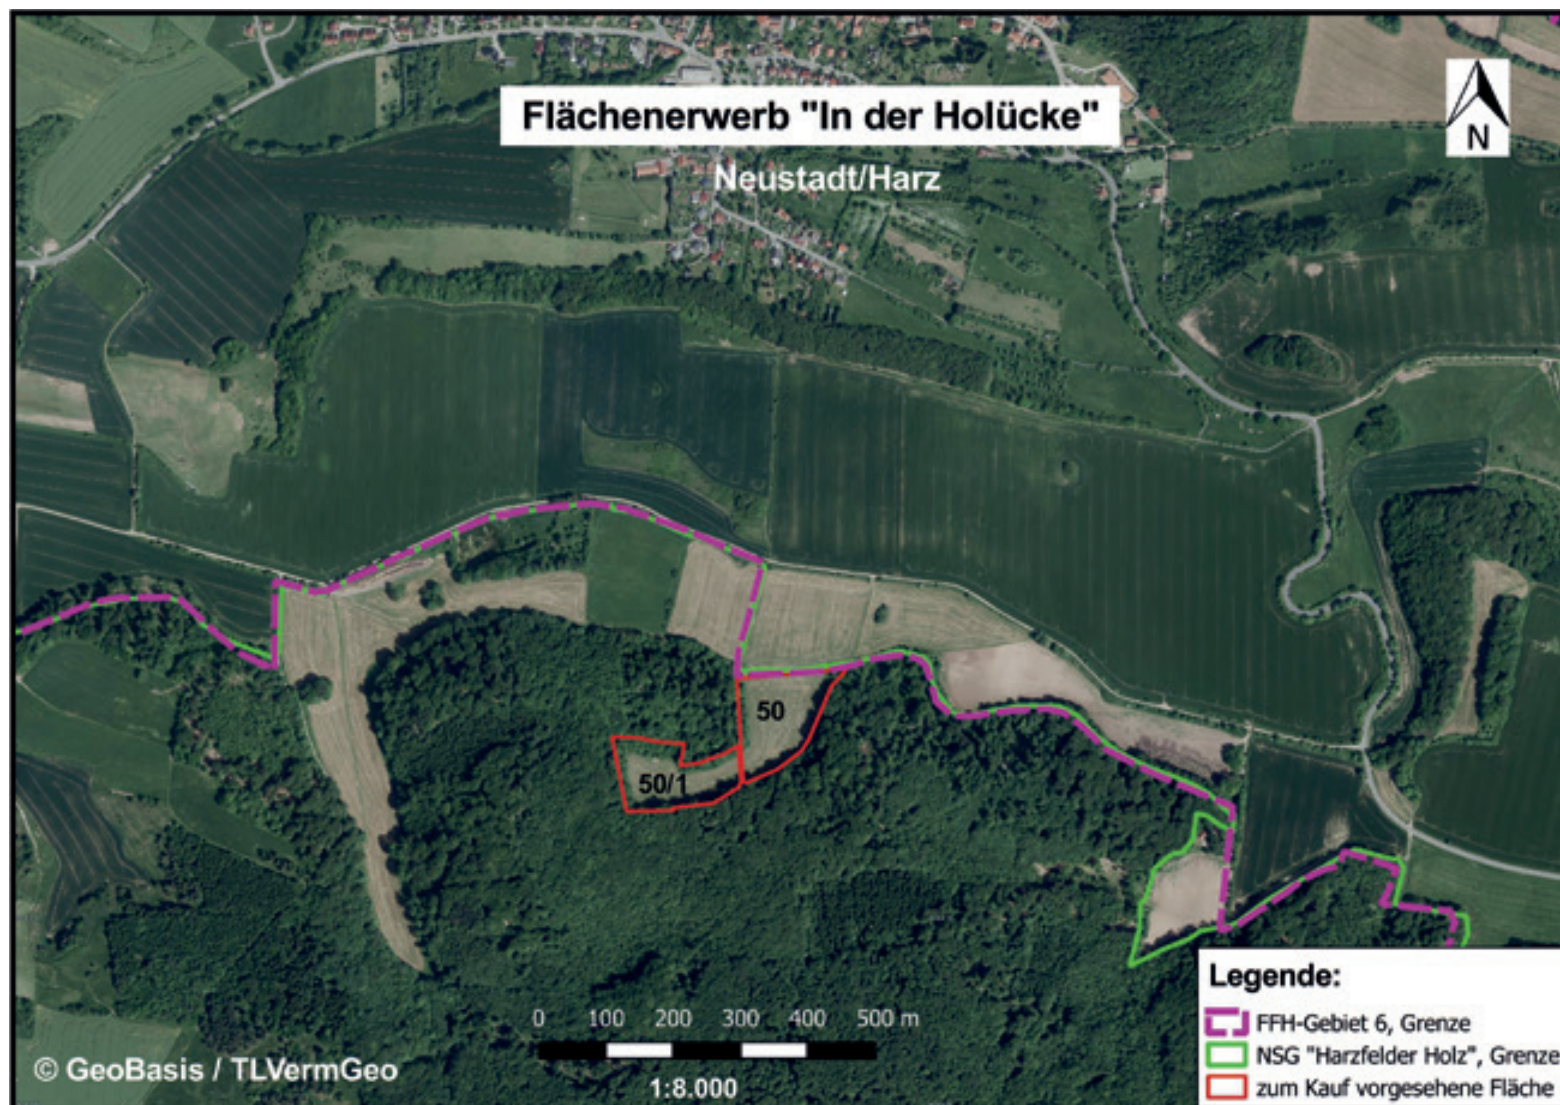 Flächenerwerb "In der Holücke"
N
Neustadt/Harz
50
50/1
0 100 200 300 400 500 m
1:8.000
© GeoBasis / TLVermGeo
Legende:
FFH-Gebiet 6, Grenze
NSG "Harzfelder Holz", Grenze
zum Kauf vorgesehene Fläche